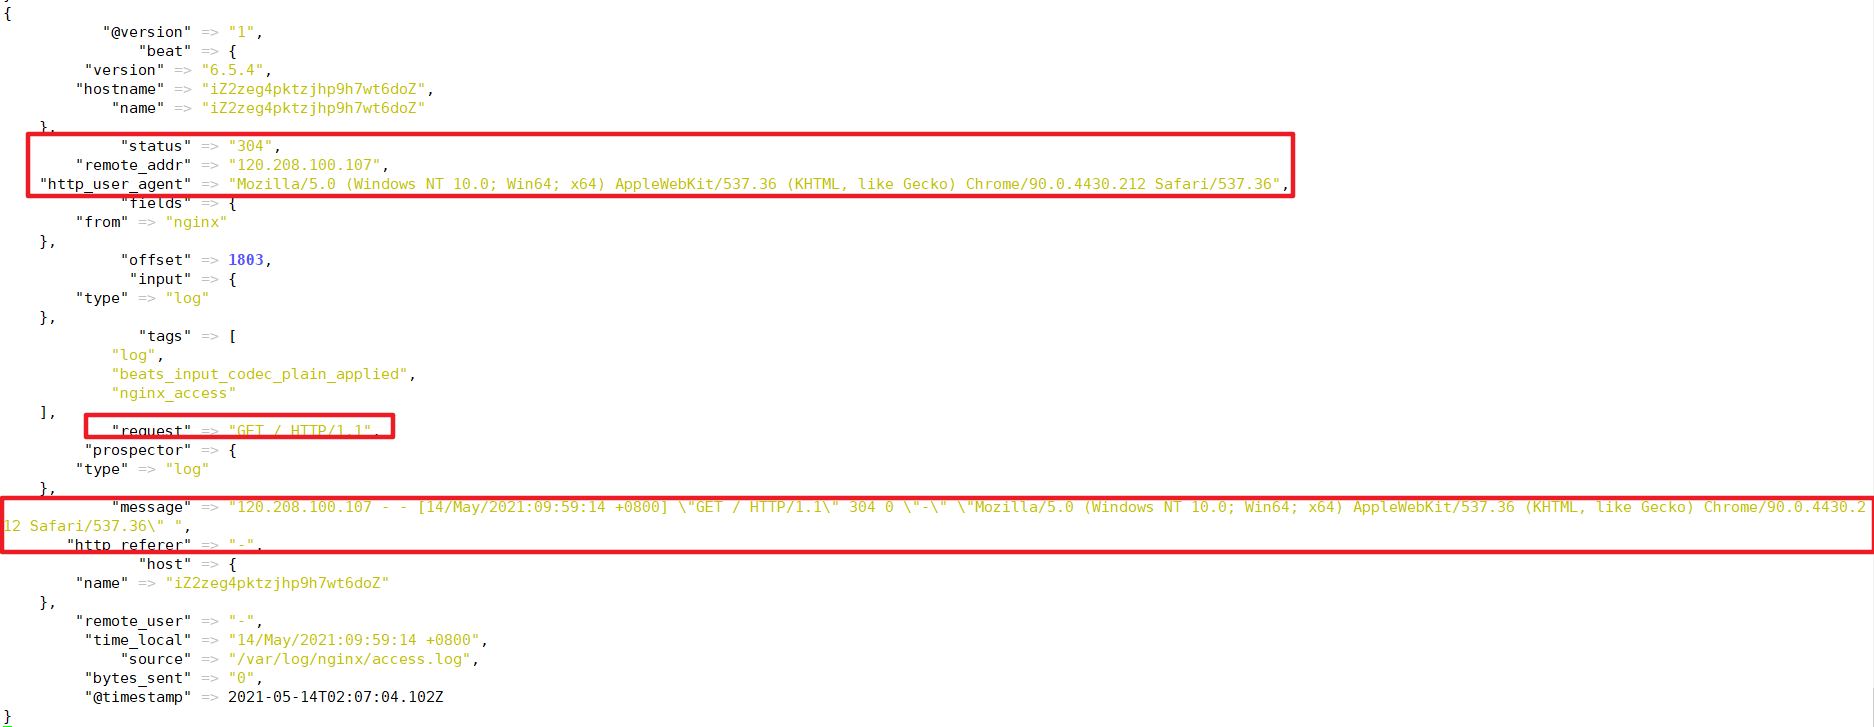 {
"@version" => "1",
"beat" => {
"version" => "6.5.4",
"hostname" => "iZ2zeg4pktzjhp9h7wt6doZ",
"name" => "iZ2zeg4pktzjhp9h7wt6doZ"
},
"status" => "304",
"remote_addr" => "120.208.100.107",
"http_user_agent" => "Mozilla/5.0 (Windows NT 10.0; Win64; x64) AppleWebKit/537.36 (KHTML, like Gecko) Chrome/90.0.4430.212 Safari/537.36",
"fields" => {
"from" => "nginx"
},
"offset" => 1803,
"input" => {
"type" => "log"
},
"tags" => [
"log",
"beats_input_codec_plain_applied",
"nginx_access"
],
"request" => "GET / HTTP/1.1",
"prospector" => {
"type" => "log"
},
"message" => "120.208.100.107 - - [14/May/2021:09:59:14 +0800] \"GET / HTTP/1.1\" 304 0 \"-\" \"Mozilla/5.0 (Windows NT 10.0; Win64; x64) AppleWebKit/537.36 (KHTML, like Gecko) Chrome/90.0.4430.2
12 Safari/537.36\" ",
"http_referer" => "-",
"host" => {
"name" => "iZ2zeg4pktzjhp9h7wt6doZ"
},
"remote_user" => "-",
"time_local" => "14/May/2021:09:59:14 +0800",
"source" => "/var/log/nginx/access.log",
"bytes_sent" => "0",
"@timestamp" => 2021-05-14T02:07:04.102Z
}